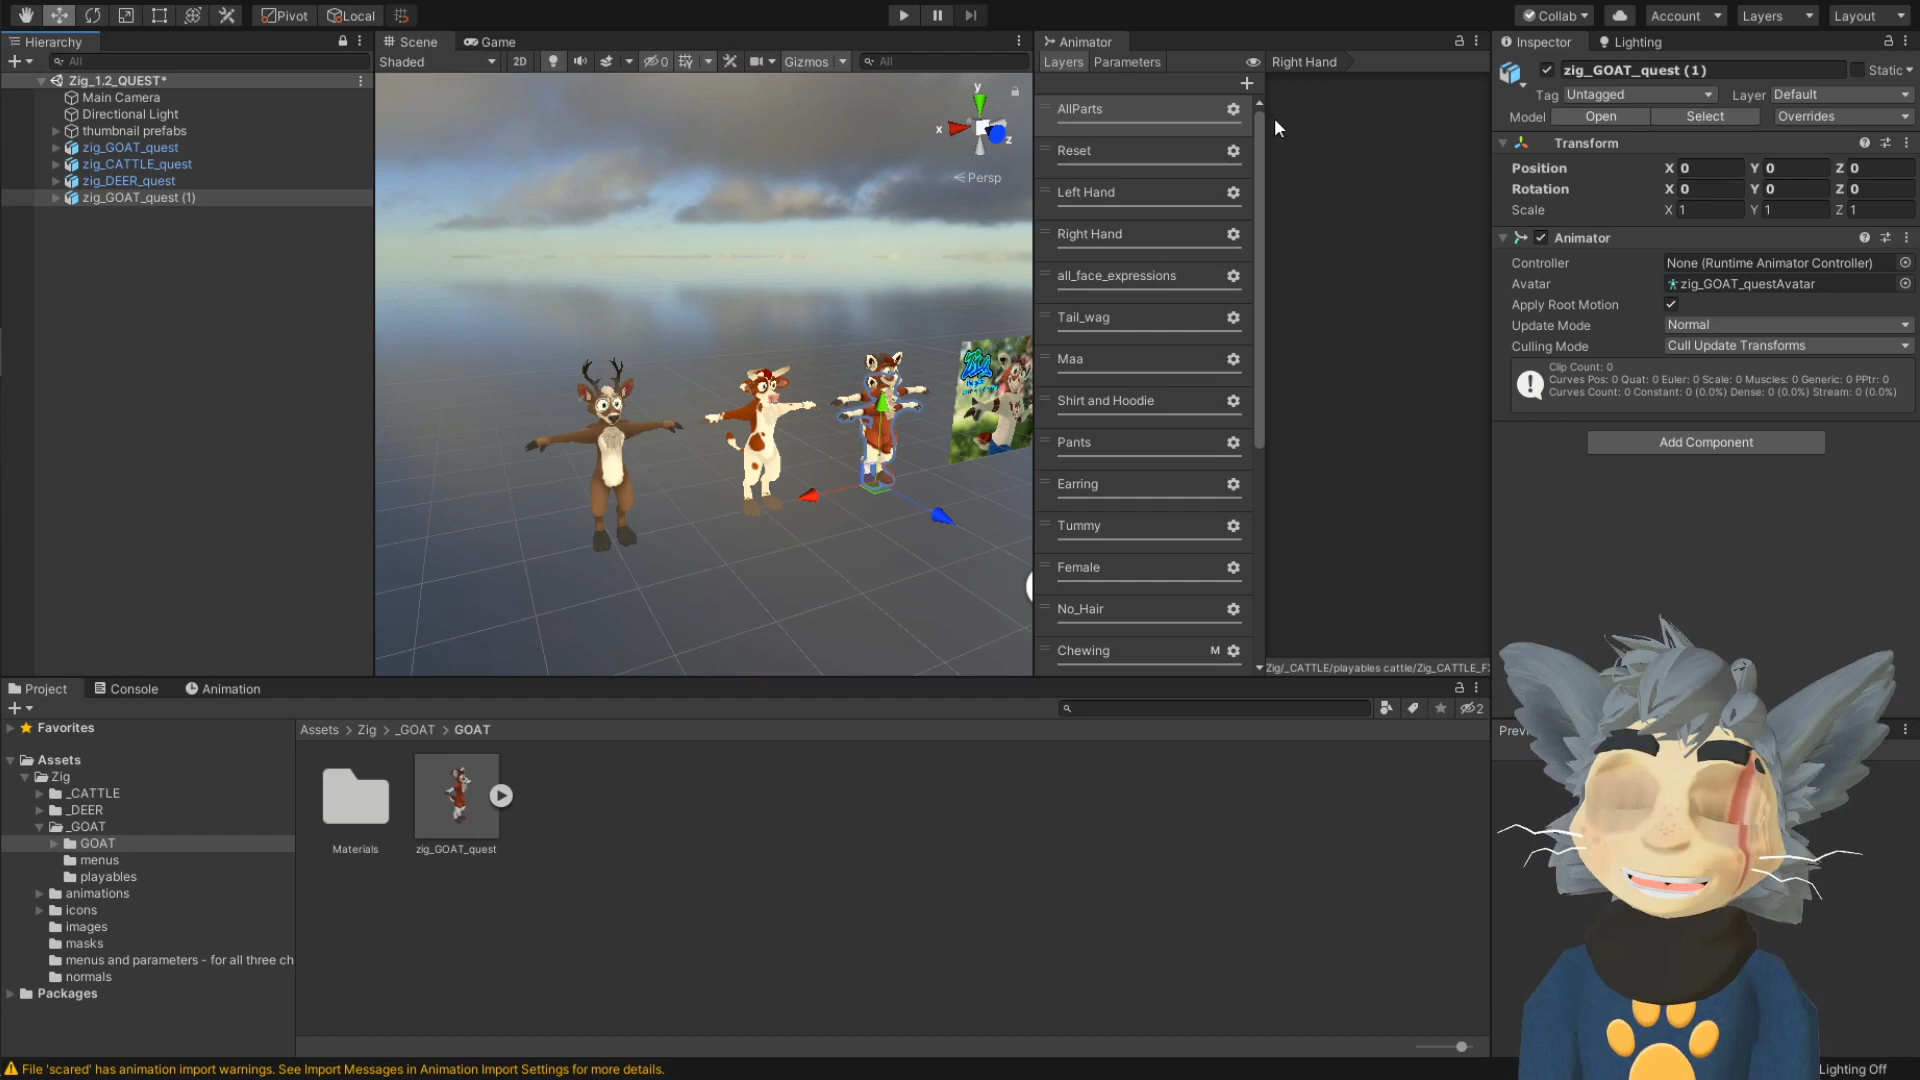 Pivot
Local
Collab
Account
Layers
Layout
Hierarchy
Scene
Game
Animator
Inspector
Lighting
All
Shaded
2D
0
Gizmos
All
Layers
Parameters
Right Hand
zig_GOAT_quest (1)
Static
Zig_1.2_QUEST*
Main Camera
Directional Light
thumbnail prefabs
zig_GOAT_quest
zig_CATTLE_quest
zig_DEER_quest
zig_GOAT_quest (1)
y
x
z
Persp
AllParts
Reset
Left Hand
Right Hand
all_face_expressions
Tail_wag
Maa
Shirt and Hoodie
Pants
Earring
Tummy
Female
No_Hair
Chewing
M
Zig/_CATTLE/playables cattle/Zig_CATTLE_F
Tag Untagged
Layer Default
Model Open Select Overrides
Transform
Position X 0 Y 0 Z 0
Rotation X 0 Y 0 Z 0
Scale X 1 Y 1 Z 1
Animator
Controller None (Runtime Animator Controller)
Avatar zig_GOAT_questAvatar
Apply Root Motion
Update Mode Normal
Culling Mode Cull Update Transforms
Clip Count: 0
Curves Pos: 0 Quat: 0 Euler: 0 Scale: 0 Muscles: 0 Generic: 0 PPtr: 0
Curves Count: 0 Constant: 0 (0.0%) Dense: 0 (0.0%) Stream: 0 (0.0%)
Add Component
Project
Console
Animation
2
Favorites
Assets
Zig
_CATTLE
_DEER
_GOAT
GOAT
menus
playables
animations
icons
images
masks
menus and parameters - for all three ch
normals
Packages
Assets > Zig > _GOAT > GOAT
Materials
zig_GOAT_quest
File 'scared' has animation import warnings. See Import Messages in Animation Import Settings for more details.
Lighting Off